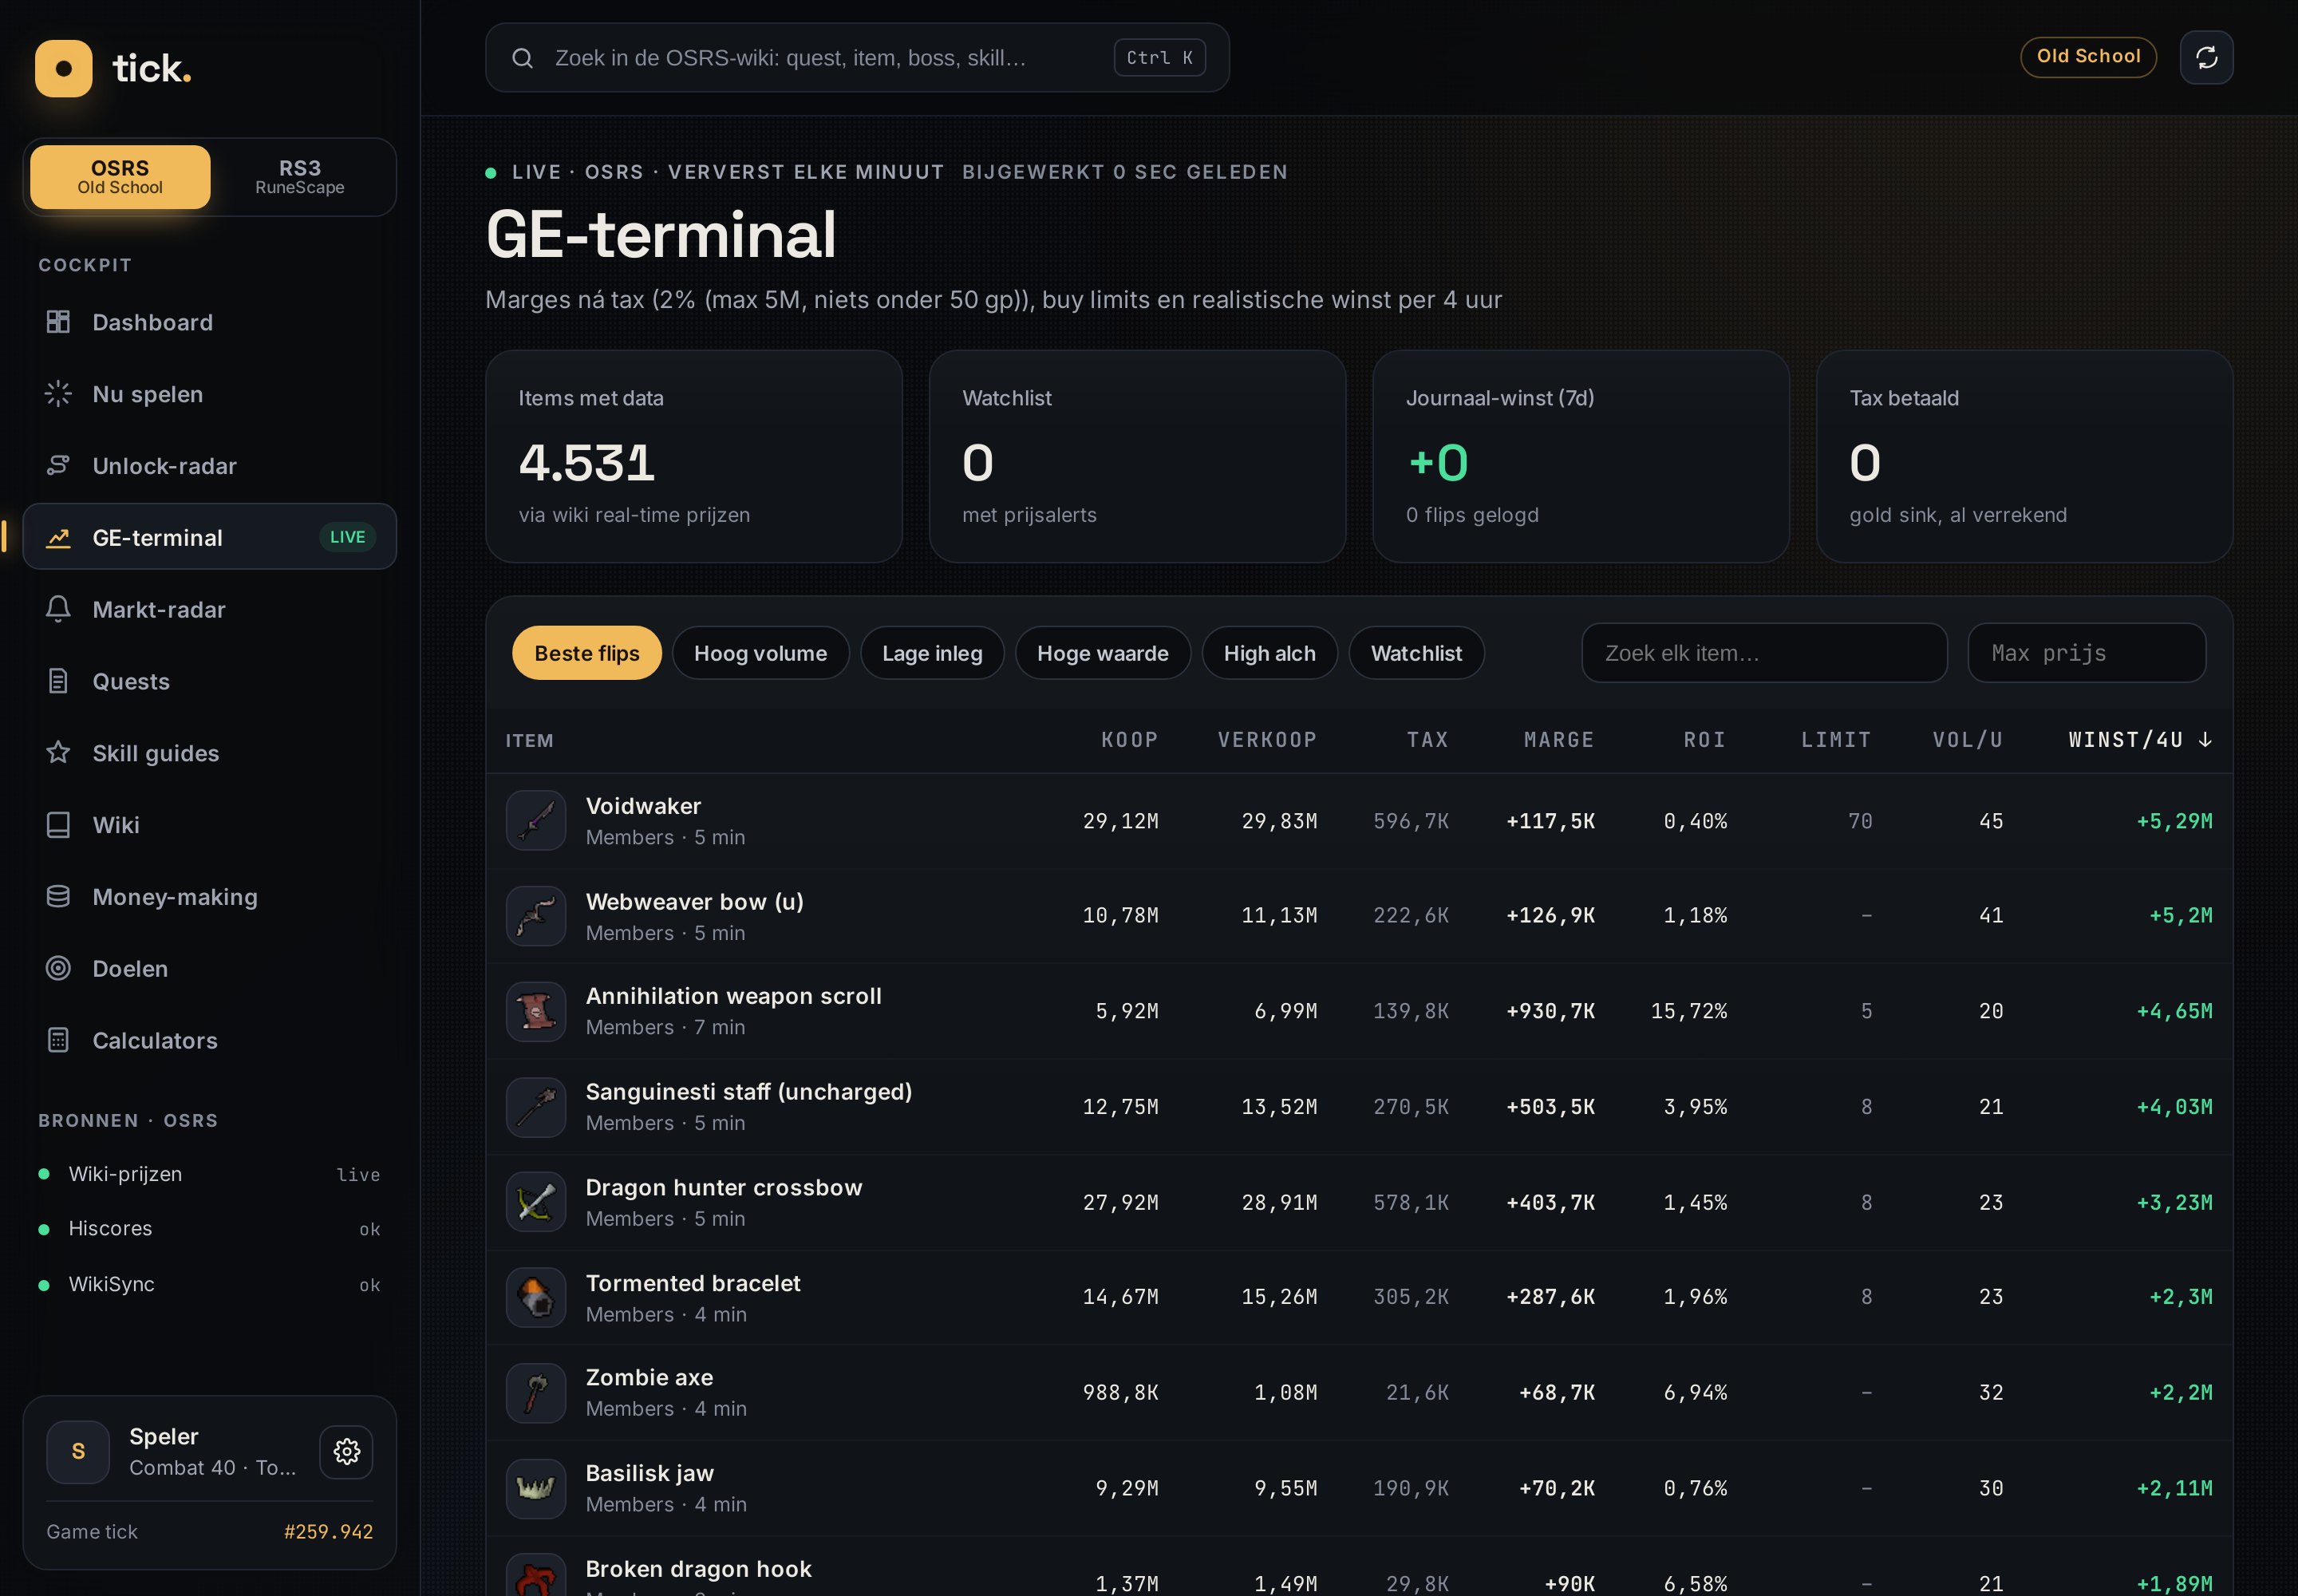 tick.
Zoek in de OSRS-wiki: quest, item, boss, skill…
Ctrl K
Old School
OSRS
Old School
RS3
RuneScape
COCKPIT
Dashboard
Nu spelen
Unlock-radar
GE-terminal LIVE
Markt-radar
Quests
Skill guides
Wiki
Money-making
Doelen
Calculators
BRONNEN · OSRS
Wiki-prijzen live
Hiscores ok
WikiSync ok
S
Speler
Combat 40 · To…
Game tick #259.942
LIVE · OSRS · VERVERST ELKE MINUUT BIJGEWERKT 0 SEC GELEDEN
GE-terminal
Marges ná tax (2% (max 5M, niets onder 50 gp)), buy limits en realistische winst per 4 uur
Items met data
4.531
via wiki real-time prijzen
Watchlist
0
met prijsalerts
Journaal-winst (7d)
+0
0 flips gelogd
Tax betaald
0
gold sink, al verrekend
Beste flips Hoog volume Lage inleg Hoge waarde High alch Watchlist Zoek elk item… Max prijs
ITEM KOOP VERKOOP TAX MARGE ROI LIMIT VOL/U WINST/4U ↓
Voidwaker
Members · 5 min
29,12M 29,83M 596,7K +117,5K 0,40% 70 45 +5,29M
Webweaver bow (u)
Members · 5 min
10,78M 11,13M 222,6K +126,9K 1,18% – 41 +5,2M
Annihilation weapon scroll
Members · 7 min
5,92M 6,99M 139,8K +930,7K 15,72% 5 20 +4,65M
Sanguinesti staff (uncharged)
Members · 5 min
12,75M 13,52M 270,5K +503,5K 3,95% 8 21 +4,03M
Dragon hunter crossbow
Members · 5 min
27,92M 28,91M 578,1K +403,7K 1,45% 8 23 +3,23M
Tormented bracelet
Members · 4 min
14,67M 15,26M 305,2K +287,6K 1,96% 8 23 +2,3M
Zombie axe
Members · 4 min
988,8K 1,08M 21,6K +68,7K 6,94% – 32 +2,2M
Basilisk jaw
Members · 4 min
9,29M 9,55M 190,9K +70,2K 0,76% – 30 +2,11M
Broken dragon hook
1,37M 1,49M 29,8K +90K 6,58% – 21 +1,89M